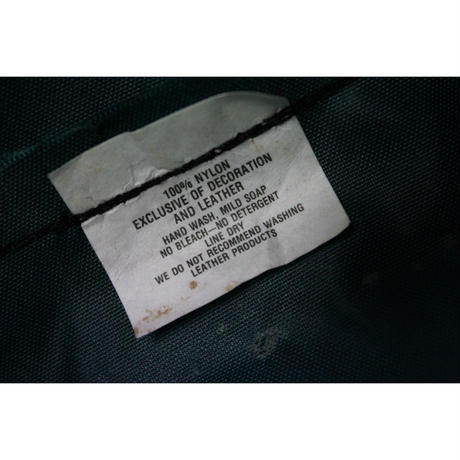 100% NYLON
EXCLUSIVE OF DECORATION
AND LEATHER
HAND WASH, MILD SOAP
NO BLEACH—NO DETERGENT
LINE DRY
WE DO NOT RECOMMEND WASHING
LEATHER PRODUCTS